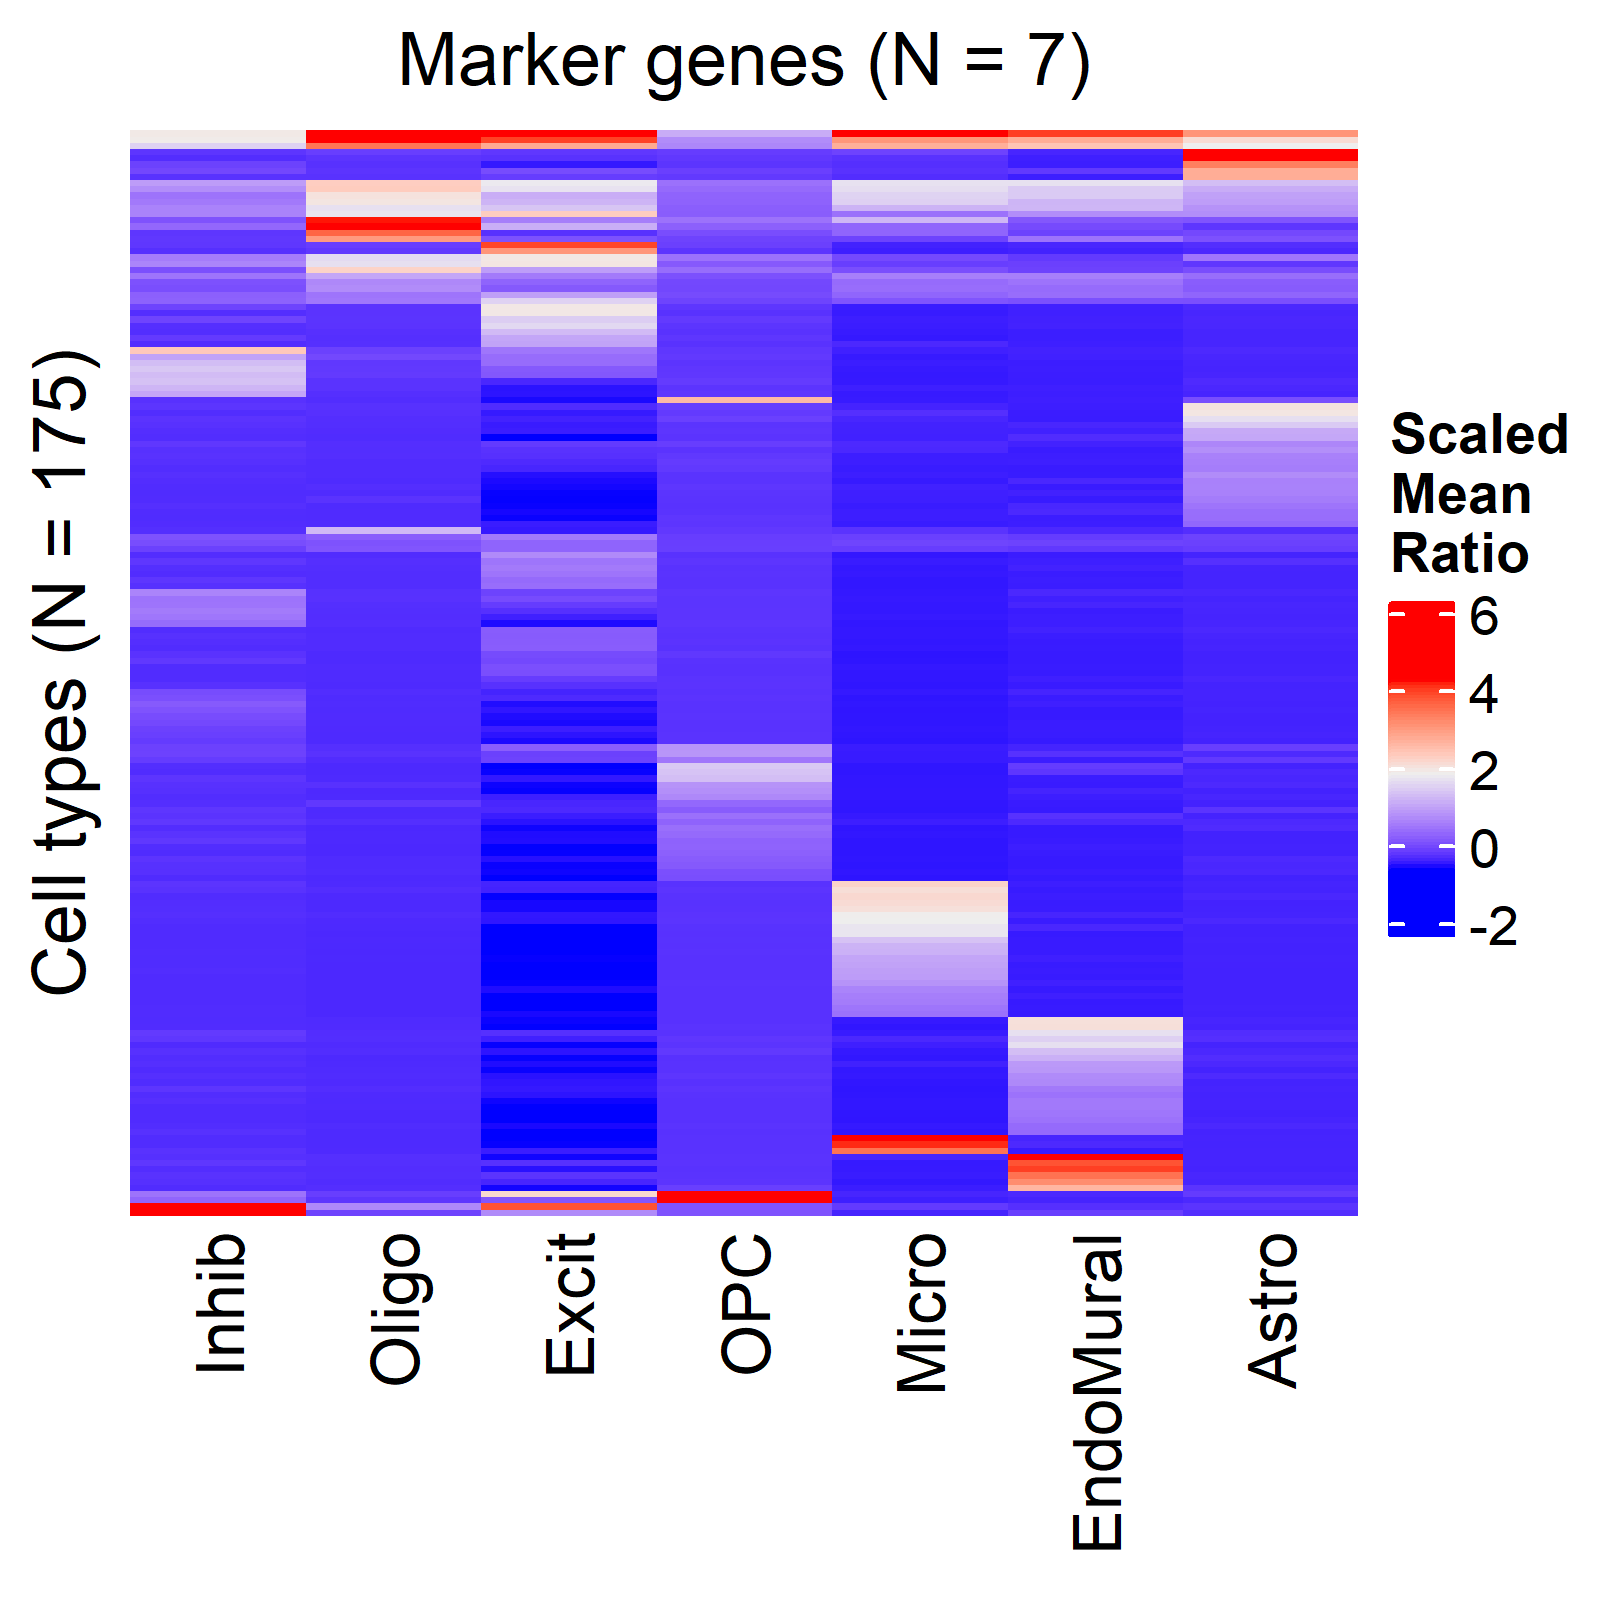 Marker genes (N = 7)
Cell types (N = 175)
Scaled
Mean
Ratio
6
4
2
0
-2
Inhib
Oligo
Excit
OPC
Micro
EndoMural
Astro